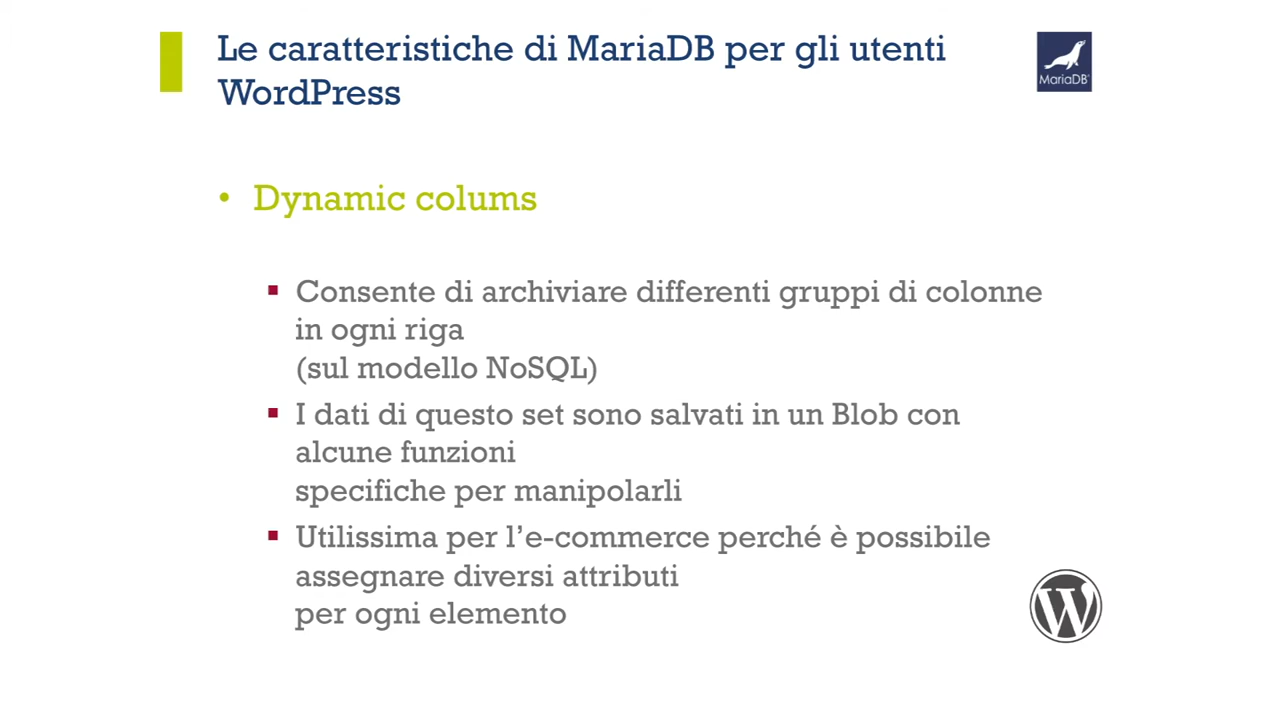 Le caratteristiche di MariaDB per gli utenti
WordPress
MariaDB
• Dynamic colums
▪ Consente di archiviare differenti gruppi di colonne
in ogni riga
(sul modello NoSQL)
▪ I dati di questo set sono salvati in un Blob con
alcune funzioni
specifiche per manipolarli
▪ Utilissima per l’e-commerce perché è possibile
assegnare diversi attributi
per ogni elemento